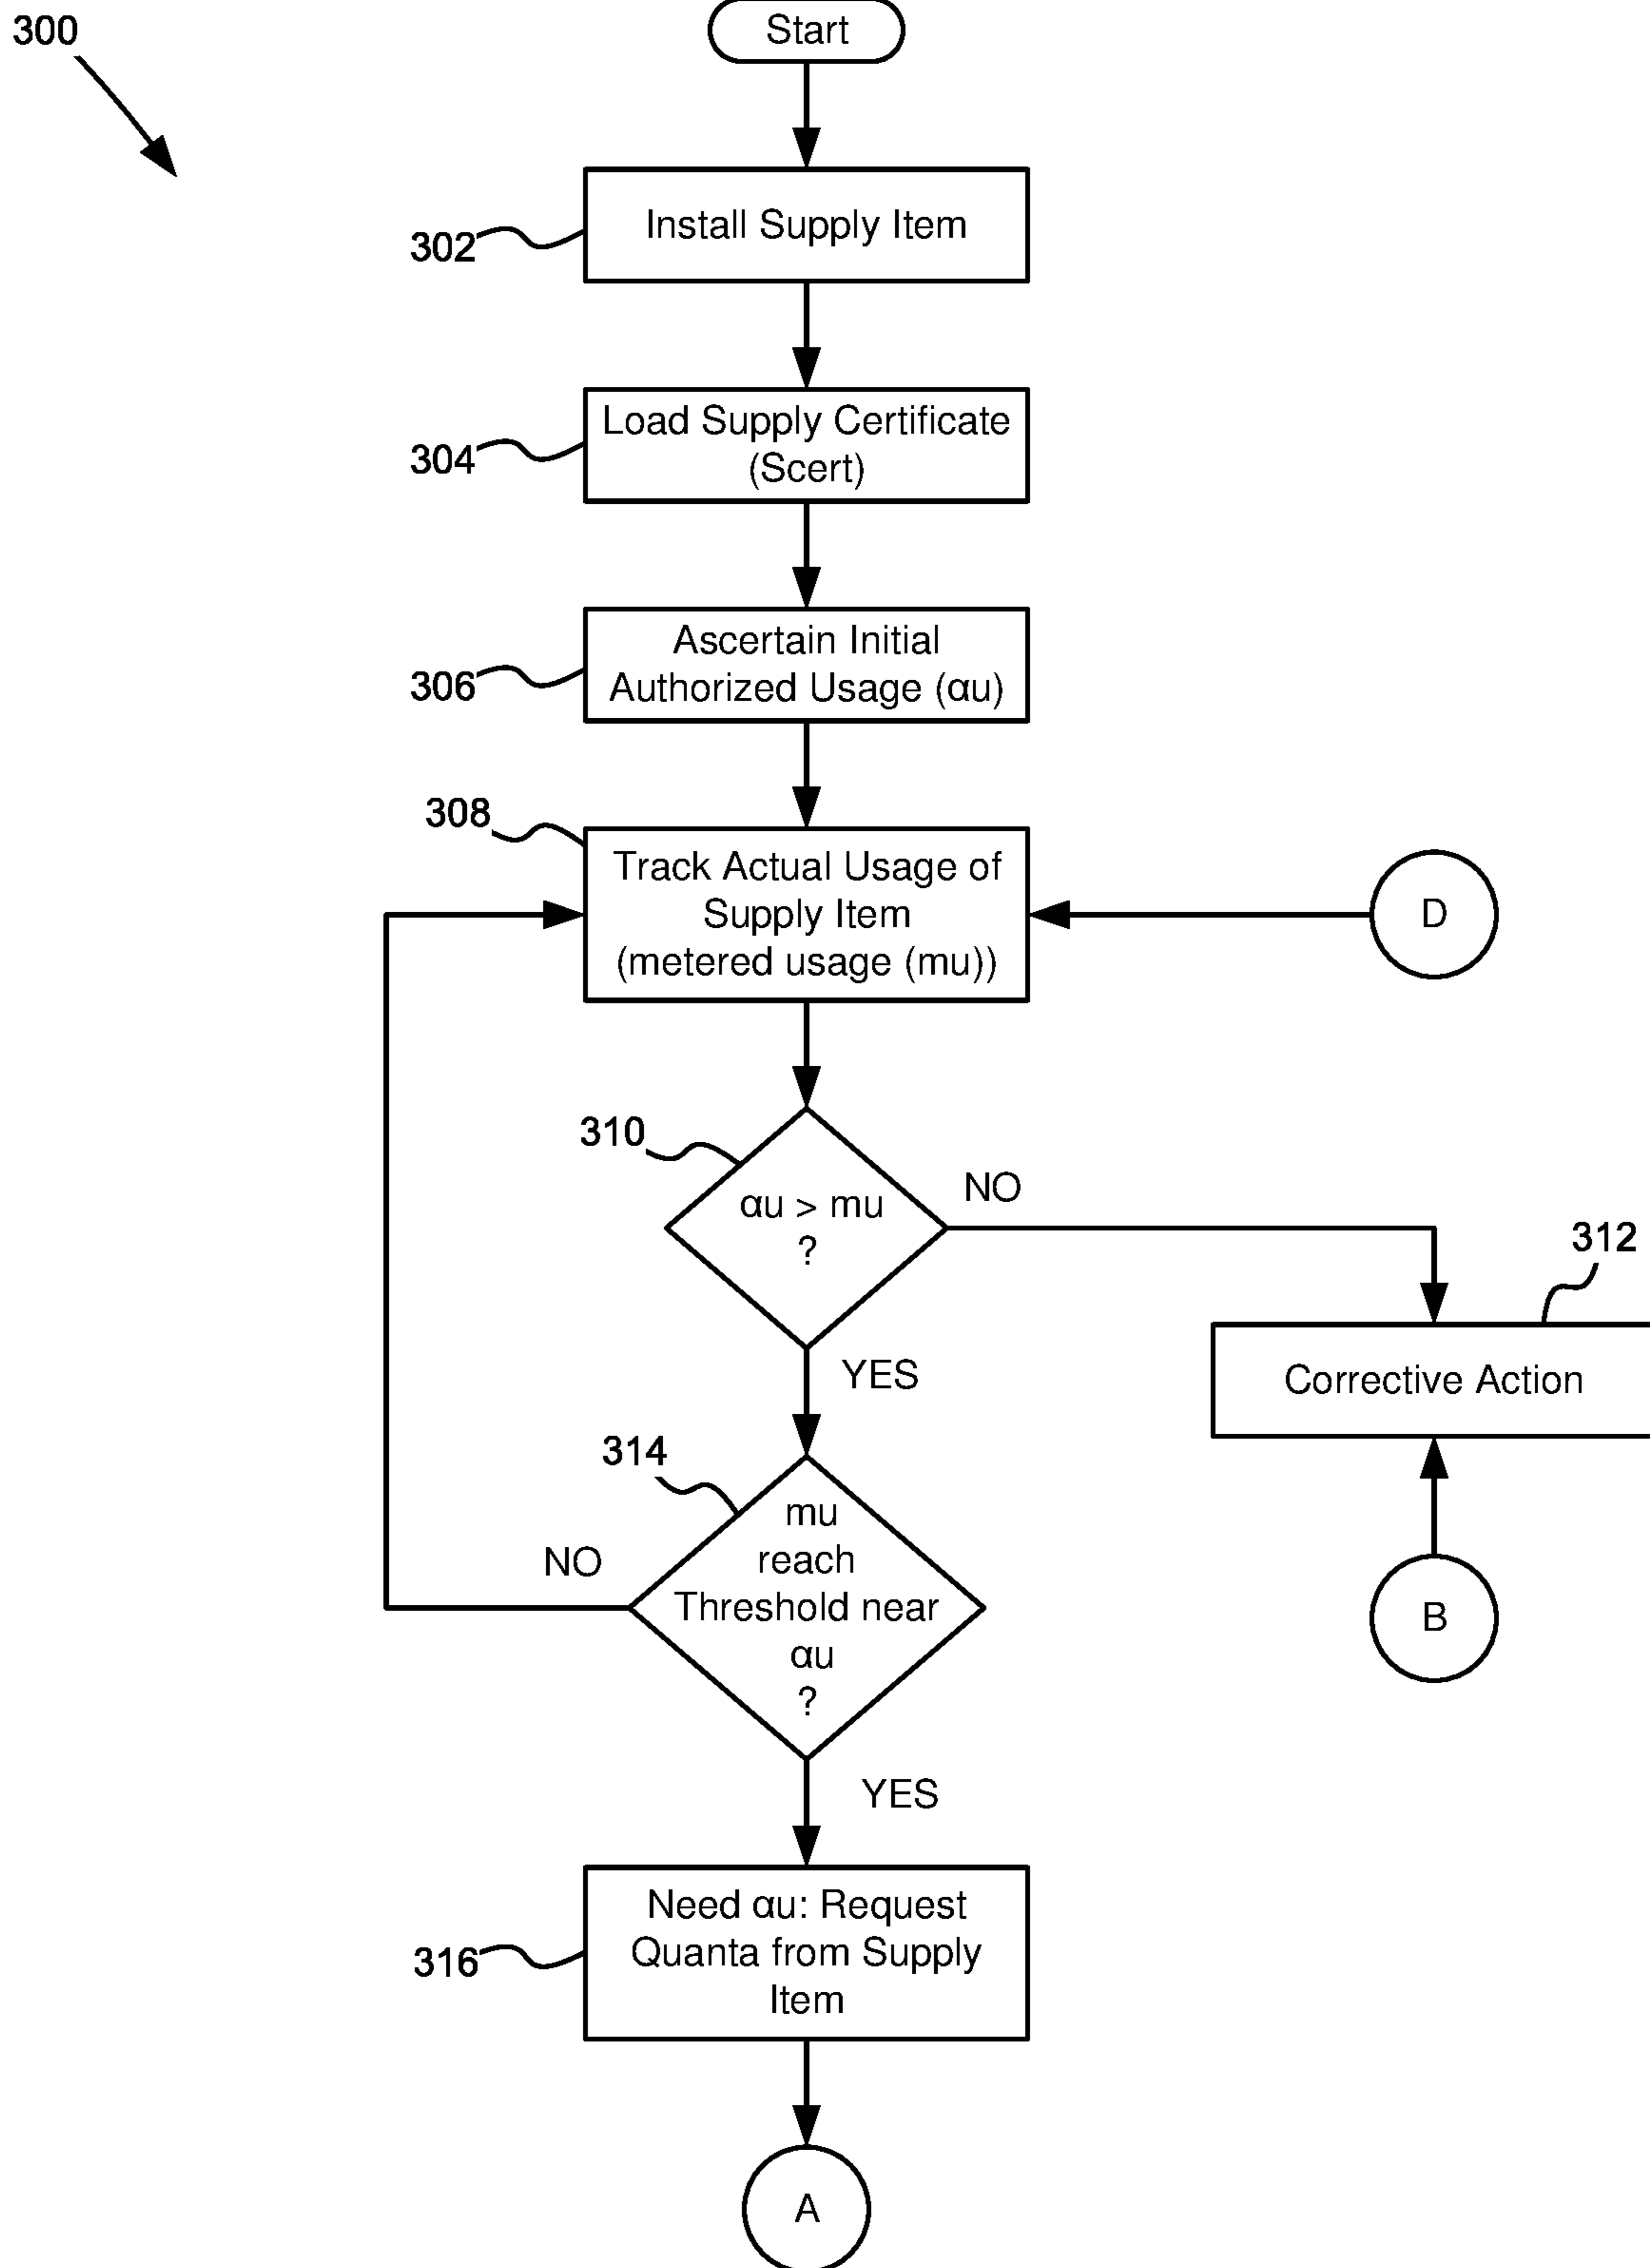 300
Start
302
Install Supply Item
304
Load Supply Certificate
(Scert)
306
Ascertain Initial
Authorized Usage (αu)
308
Track Actual Usage of
Supply Item
(metered usage (mu))
D
310
αu > mu
?
NO
YES
312
Corrective Action
314
mu
reach
Threshold near
αu
?
NO
YES
B
316
Need αu: Request
Quanta from Supply
Item
A